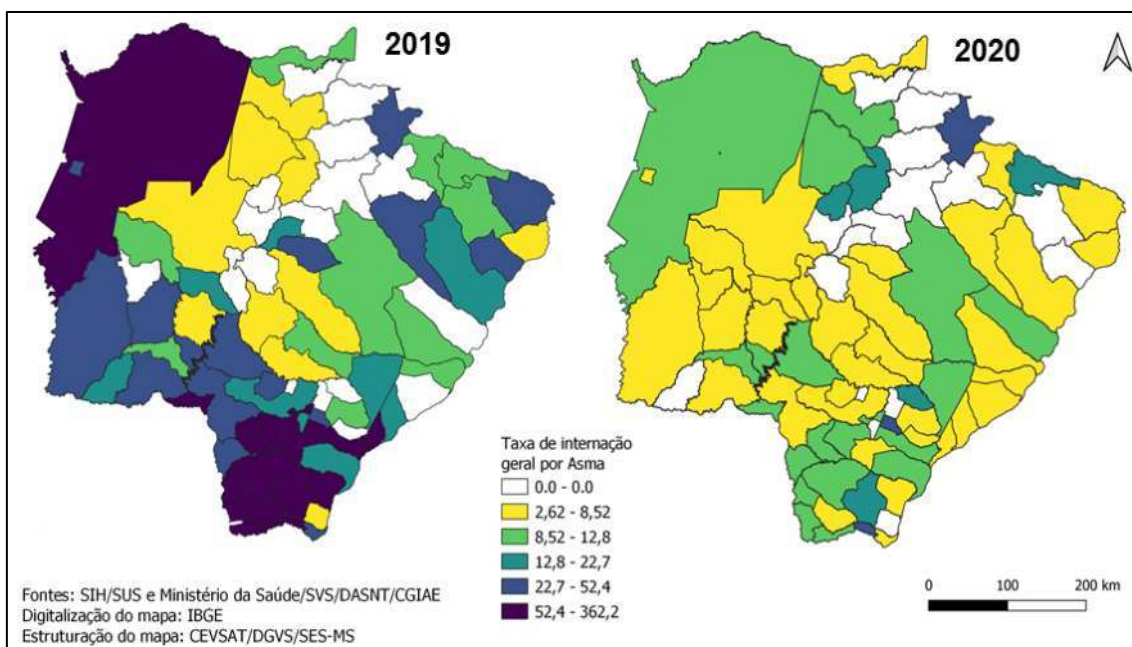 2019
2020
Taxa de internação
geral por Asma
0.0 - 0.0
2,62 - 8,52
8,52 - 12,8
12,8 - 22,7
22,7 - 52,4
52,4 - 362,2
Fontes: SIH/SUS e Ministério da Saúde/SVS/DASNT/CGIAE
Digitalização do mapa: IBGE
Estruturação do mapa: CEVSAT/DGVS/SES-MS
0 100 200 km